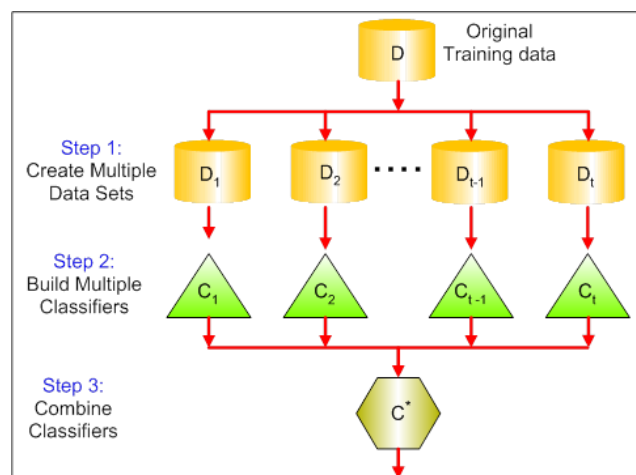 D
Original
Training data
Step 1:
Create Multiple
Data Sets
D1
D2
....
Dt-1
Dt
Step 2:
Build Multiple
Classifiers
C1
C2
Ct-1
Ct
Step 3:
Combine
Classifiers
C*